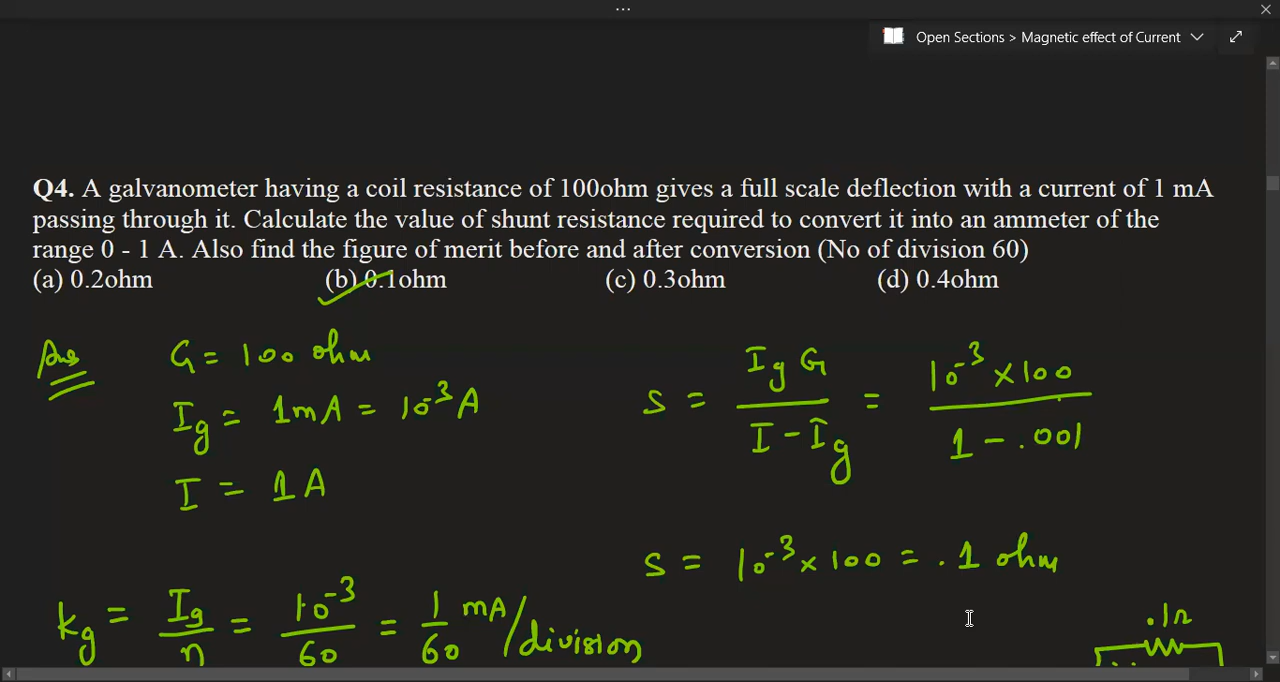 Open Sections > Magnetic effect of Current
Q4. A galvanometer having a coil resistance of 100ohm gives a full scale deflection with a current of 1 mA
passing through it. Calculate the value of shunt resistance required to convert it into an ammeter of the
range 0 - 1 A. Also find the figure of merit before and after conversion (No of division 60)
(a) 0.2ohm (b) 0.1ohm (c) 0.3ohm (d) 0.4ohm
Ans G = 100 ohm
Ig = 1mA = 10⁻³ A
I = 1 A
S = Ig G / I - Ig = 10⁻³ × 100 / 1 - .001
S = 10⁻³ × 100 = .1 ohm
kg = Ig / n = 10⁻³ / 60 = 1/60 mA/division
.1Ω